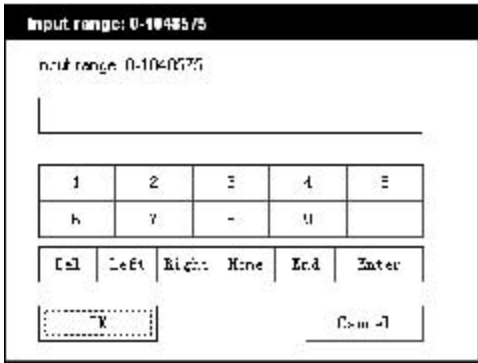 Input range: 0-1048575
Input range: 0-1048575
1 2 3 4 5
6 7 - 0
Del Left Right Home End Enter
OK Cancel